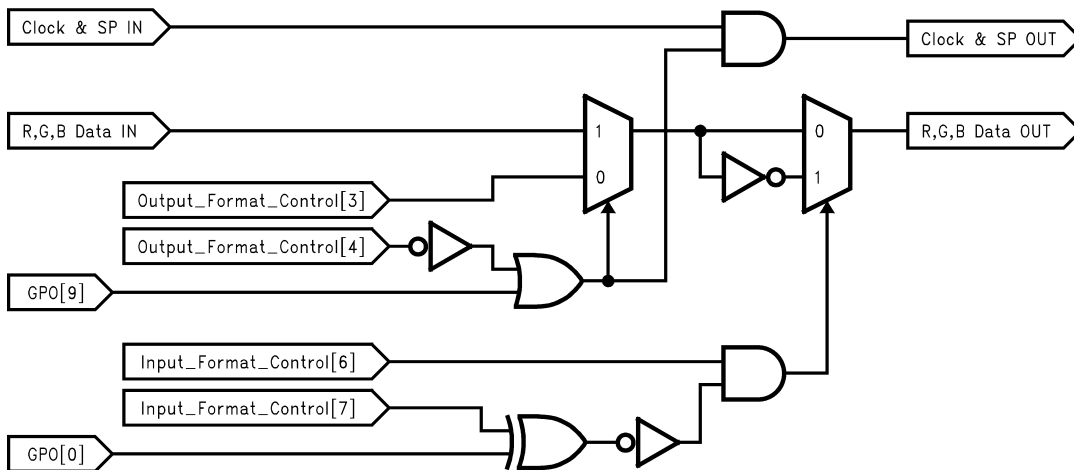 Clock & SP IN
Clock & SP OUT
R,G,B Data IN
1
0
R,G,B Data OUT
0
1
Output_Format_Control[3]
Output_Format_Control[4]
GPO[9]
Input_Format_Control[6]
Input_Format_Control[7]
GPO[0]